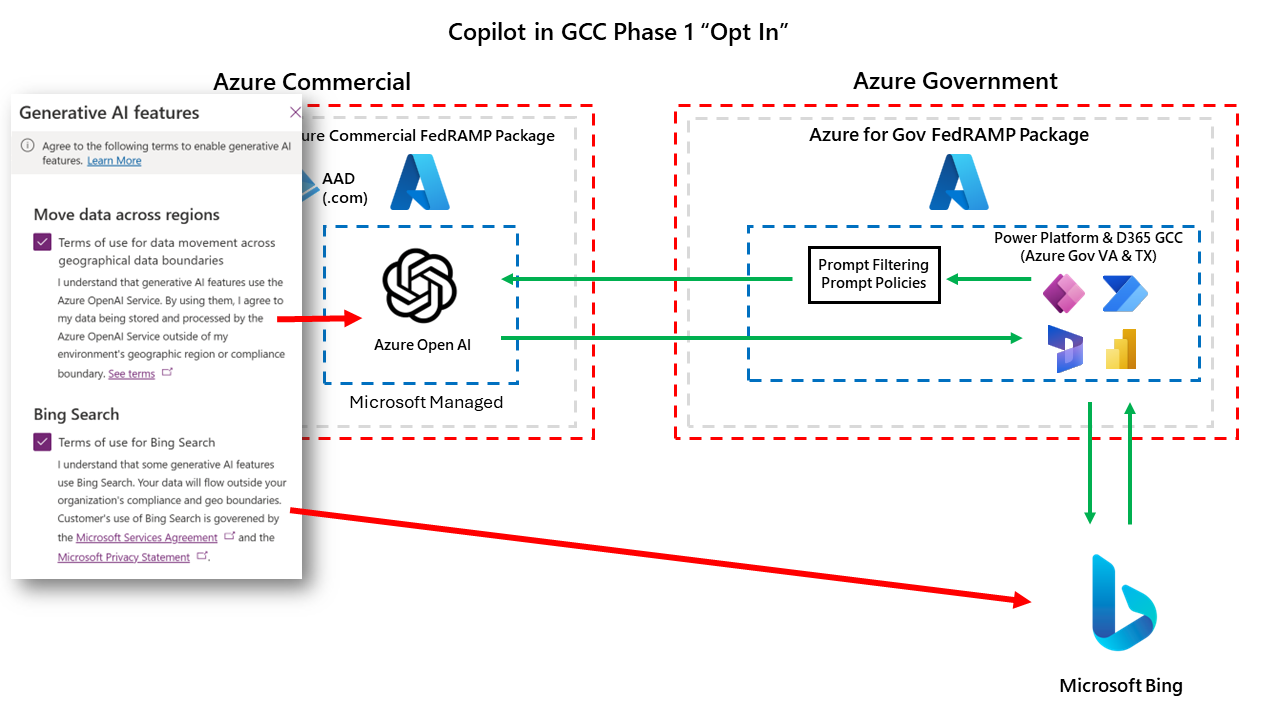 Copilot in GCC Phase 1 “Opt In”
Azure Commercial
Generative AI features
Agree to the following terms to enable generative AI
features. Learn More
Move data across regions
Terms of use for data movement across
geographical data boundaries
I understand that generative AI features use the
Azure OpenAI Service. By using them, I agree to
my data being stored and processed by the
Azure OpenAI Service outside of my
environment's geographic region or compliance
boundary. See terms
Bing Search
Terms of use for Bing Search
I understand that some generative AI features
use Bing Search. Your data will flow outside your
organization's compliance and geo boundaries.
Customer's use of Bing Search is goverened by
the Microsoft Services Agreement and the
Microsoft Privacy Statement .
ure Commercial FedRAMP Package
AAD
(.com)
Azure Open AI
Microsoft Managed
Azure Government
Azure for Gov FedRAMP Package
Power Platform & D365 GCC
(Azure Gov VA & TX)
Prompt Filtering
Prompt Policies
Microsoft Bing